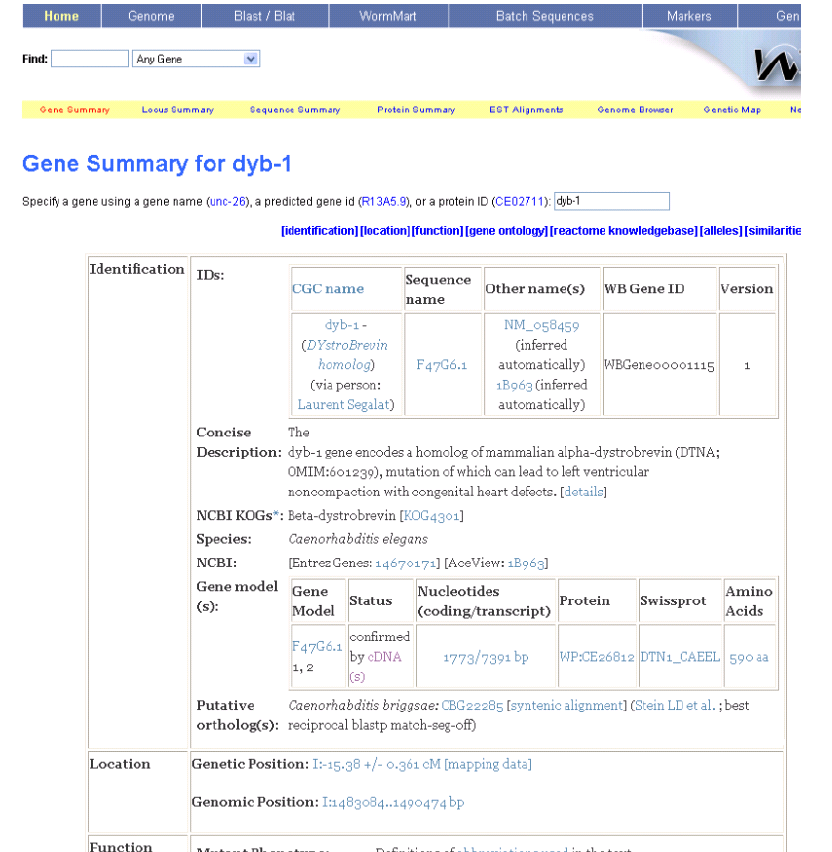 Home Genome Blast / Blat WormMart Batch Sequences Markers Gen
Find: Any Gene
Gene Summary Locus Summary Sequence Summary Protein Summary EST Alignments Genome Browser Genetic Map Ne
Gene Summary for dyb-1
Specify a gene using a gene name (unc-26), a predicted gene id (R13A5.9), or a protein ID (CE02711): dyb-1
[identification] [location] [function] [gene ontology] [reactome knowledgebase] [alleles] [similaritie
Identification IDs:
CGC name Sequence name Other name(s) WB Gene ID Version
dyb-1 -
(DYstroBrevin
homolog)
(via person:
Laurent Segalat)
F47G6.1
NM_058459
(inferred
automatically)
1B963 (inferred
automatically)
WBGene00001115
1
Concise Description:
The
dyb-1 gene encodes a homolog of mammalian alpha-dystrobrevin (DTNA;
OMIM:601239), mutation of which can lead to left ventricular
noncompaction with congenital heart defects. [details]
NCBI KOGs*: Beta-dystrobrevin [KOG4301]
Species: Caenorhabditis elegans
NCBI: [EntrezGenes: 14670171] [AceView: 1B963]
Gene model
(s):
Gene Model Status Nucleotides (coding/transcript) Protein Swissprot Amino Acids
F47G6.1
1, 2
confirmed
by cDNA
(s)
1773/7391 bp
WP:CE26812
DTN1_CAEEL
590 aa
Putative ortholog(s):
Caenorhabditis briggsae: CBG22285 [syntenic alignment] (Stein LD et al. ; best
reciprocal blastp match-seg-off)
Location Genetic Position: I:-15.38 +/- 0.361 cM [mapping data]
Genomic Position: I:1483084..1490474 bp
Function